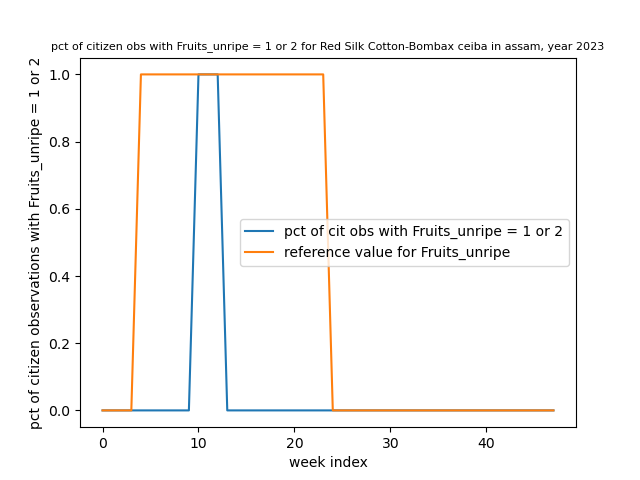 pct of citizen obs with Fruits_unripe = 1 or 2 for Red Silk Cotton-Bombax ceiba in assam, year 2023
pct of citizen observations with Fruits_unripe = 1 or 2
1.0
0.8
0.6
0.4
0.2
0.0
pct of cit obs with Fruits_unripe = 1 or 2
reference value for Fruits_unripe
0 10 20 30 40
week index